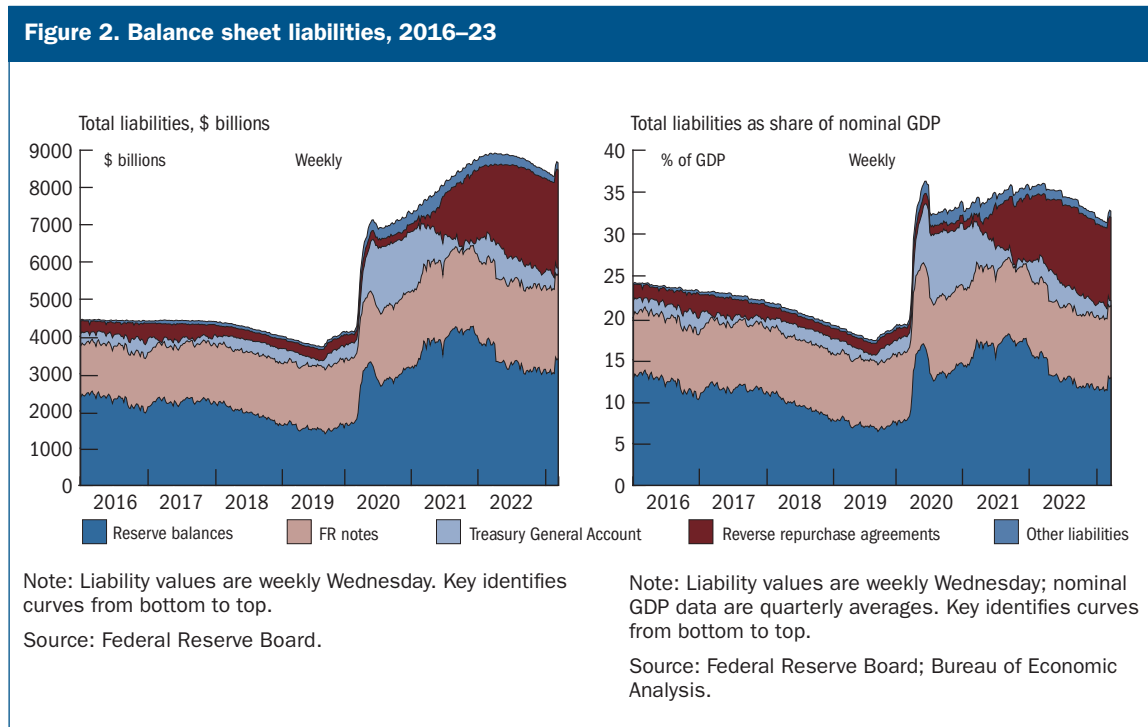 Figure 2. Balance sheet liabilities, 2016–23
Total liabilities, $ billions
$ billions
Weekly
9000
8000
7000
6000
5000
4000
3000
2000
1000
0
2016 2017 2018 2019 2020 2021 2022
Total liabilities as share of nominal GDP
% of GDP
Weekly
40
35
30
25
20
15
10
5
0
2016 2017 2018 2019 2020 2021 2022
Reserve balances
FR notes
Treasury General Account
Reverse repurchase agreements
Other liabilities
Note: Liability values are weekly Wednesday. Key identifies
curves from bottom to top.
Source: Federal Reserve Board.
Note: Liability values are weekly Wednesday; nominal
GDP data are quarterly averages. Key identifies curves
from bottom to top.
Source: Federal Reserve Board; Bureau of Economic
Analysis.